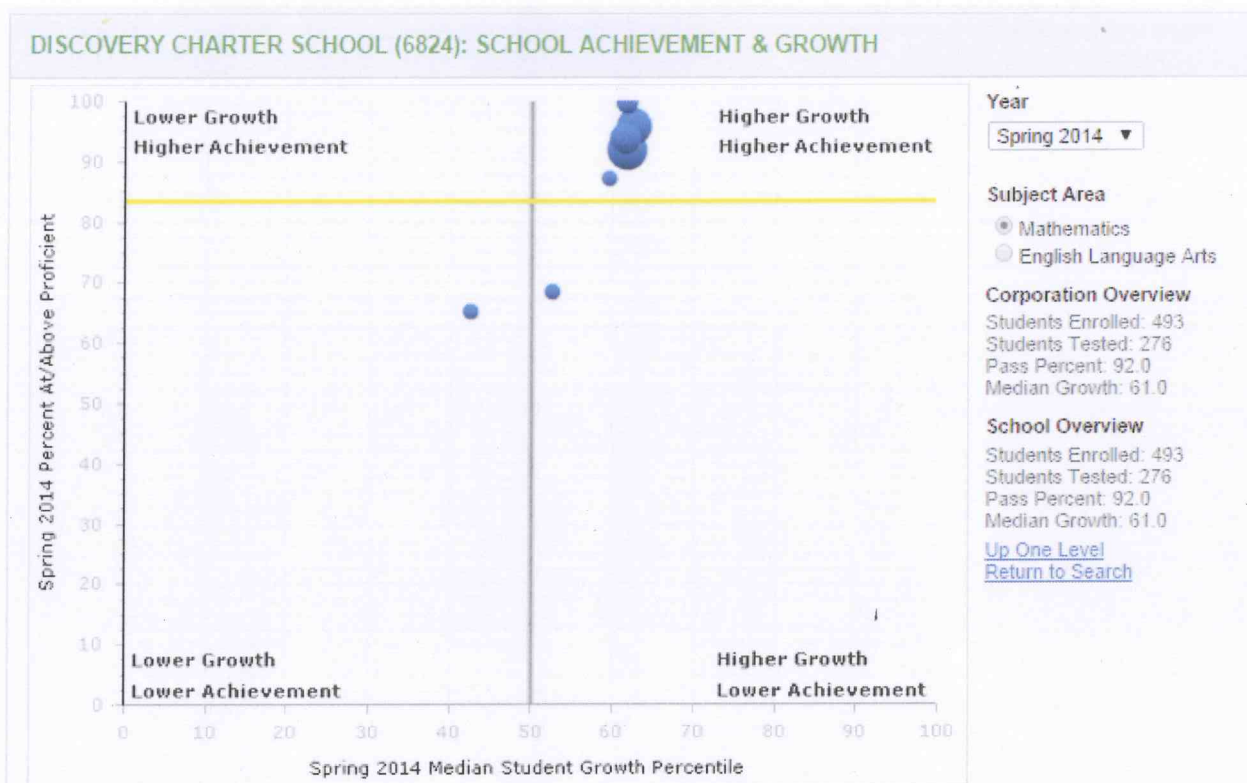 DISCOVERY CHARTER SCHOOL (6824): SCHOOL ACHIEVEMENT & GROWTH
100
90
80
70
60
50
40
30
20
10
0
Spring 2014 Percent At/Above Proficient
Lower Growth
Higher Achievement
Higher Growth
Higher Achievement
Lower Growth
Lower Achievement
Higher Growth
Lower Achievement
0 10 20 30 40 50 60 70 80 90 100
Spring 2014 Median Student Growth Percentile
Year
Spring 2014 ▼
Subject Area
Mathematics
English Language Arts
Corporation Overview
Students Enrolled: 493
Students Tested: 276
Pass Percent: 92.0
Median Growth: 61.0
School Overview
Students Enrolled: 493
Students Tested: 276
Pass Percent: 92.0
Median Growth: 61.0
Up One Level
Return to Search